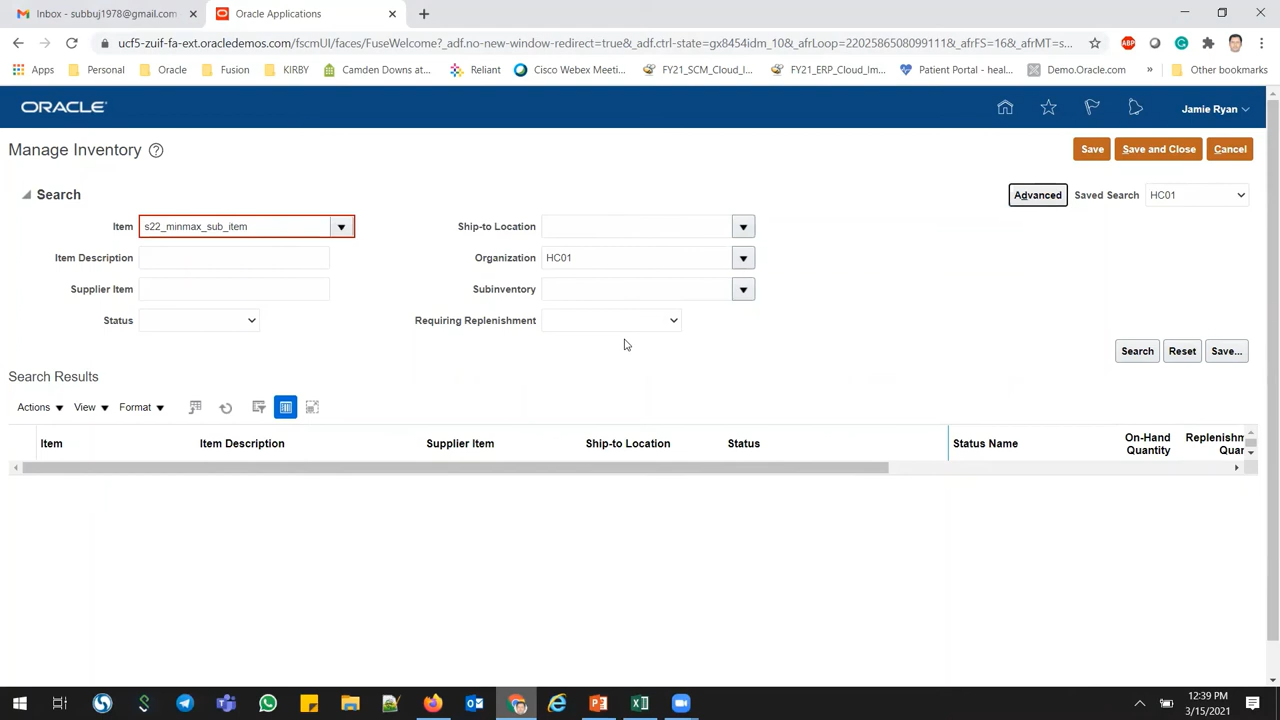 Inbox - subbuj1978@gmail.com
Oracle Applications
ucf5-zuif-fa-ext.oracledemos.com/fscmUI/faces/FuseWelcome?_adf.no-new-window-redirect=true&_adf.ctrl-state=gx8454idm_10&_afrLoop=22025865080999111&_afrFS=16&_afrMT=s...
Apps Personal Oracle Fusion KIRBY Camden Downs at... Reliant Cisco Webex Meeti... FY21_SCM_Cloud_I... FY21_ERP_Cloud_Im... Patient Portal - heal... Demo.Oracle.com » Other bookmarks
ORACLE
Jamie Ryan
Manage Inventory
Save Save and Close Cancel
Search
Advanced Saved Search HC01
Item s22_minmax_sub_item Ship-to Location
Item Description Organization HC01
Supplier Item Subinventory
Status Requiring Replenishment
Search Reset Save...
Search Results
Actions View Format
Item Item Description Supplier Item Ship-to Location Status Status Name On-Hand Quantity
12:39 PM
3/15/2021